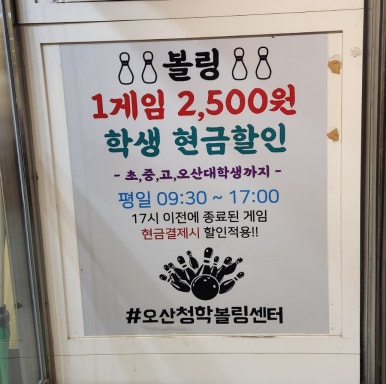 볼링
1게임 2,500원
학생 현금할인
- 초,중,고,오산대학생까지 -
평일 09:30 ~ 17:00
17시 이전에 종료된 게임
현금결제시 할인적용!!
#오산청학볼링센터